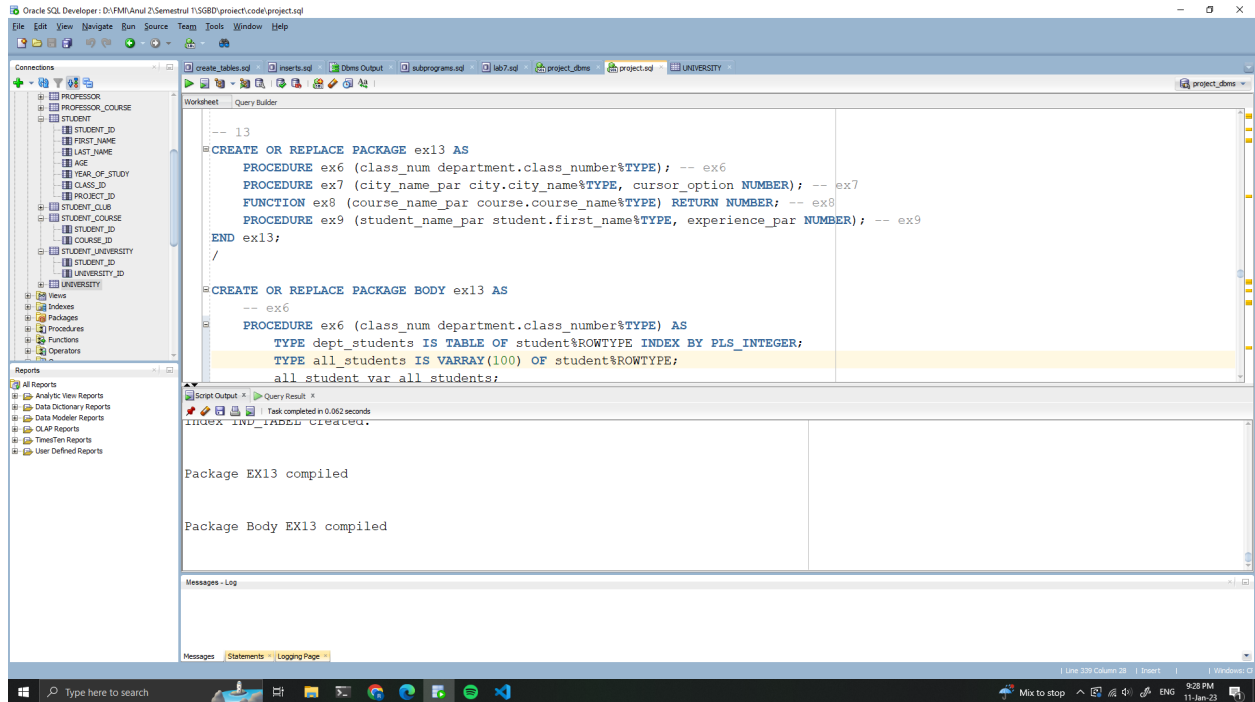 Oracle SQL Developer : D:\FMI\Anul 2\Semestrul 1\SGBD\proiect\code\project.sql
File Edit View Navigate Run Source Team Tools Window Help
Connections
PROFESSOR
PROFESSOR_COURSE
STUDENT
STUDENT_ID
FIRST_NAME
LAST_NAME
AGE
YEAR_OF_STUDY
CLASS_ID
PROJECT_ID
STUDENT_CLUB
STUDENT_COURSE
STUDENT_ID
COURSE_ID
STUDENT_UNIVERSITY
STUDENT_ID
UNIVERSITY_ID
UNIVERSITY
Views
Indexes
Packages
Procedures
Functions
Operators
Reports
All Reports
Analytic View Reports
Data Dictionary Reports
Data Modeler Reports
OLAP Reports
TimesTen Reports
User Defined Reports
create_tables.sql inserts.sql Dbms Output subprograms.sql lab7.sql project_dbms project.sql UNIVERSITY
project_dbms
Worksheet Query Builder
-- 13
CREATE OR REPLACE PACKAGE ex13 AS
PROCEDURE ex6 (class_num department.class_number%TYPE); -- ex6
PROCEDURE ex7 (city_name_par city.city_name%TYPE, cursor_option NUMBER); -- ex7
FUNCTION ex8 (course_name_par course.course_name%TYPE) RETURN NUMBER; -- ex8
PROCEDURE ex9 (student_name_par student.first_name%TYPE, experience_par NUMBER); -- ex9
END ex13;
/
CREATE OR REPLACE PACKAGE BODY ex13 AS
-- ex6
PROCEDURE ex6 (class_num department.class_number%TYPE) AS
TYPE dept_students IS TABLE OF student%ROWTYPE INDEX BY PLS_INTEGER;
TYPE all_students IS VARRAY(100) OF student%ROWTYPE;
all_student_var all_students;
Script Output Query Result
Task completed in 0.062 seconds
Index IND_TABEL created.
Package EX13 compiled
Package Body EX13 compiled
Messages - Log
Messages Statements Logging Page
Line 339 Column 28 Insert Windows: C
Type here to search
Mix to stop ENG 9:28 PM
11-Jan-23